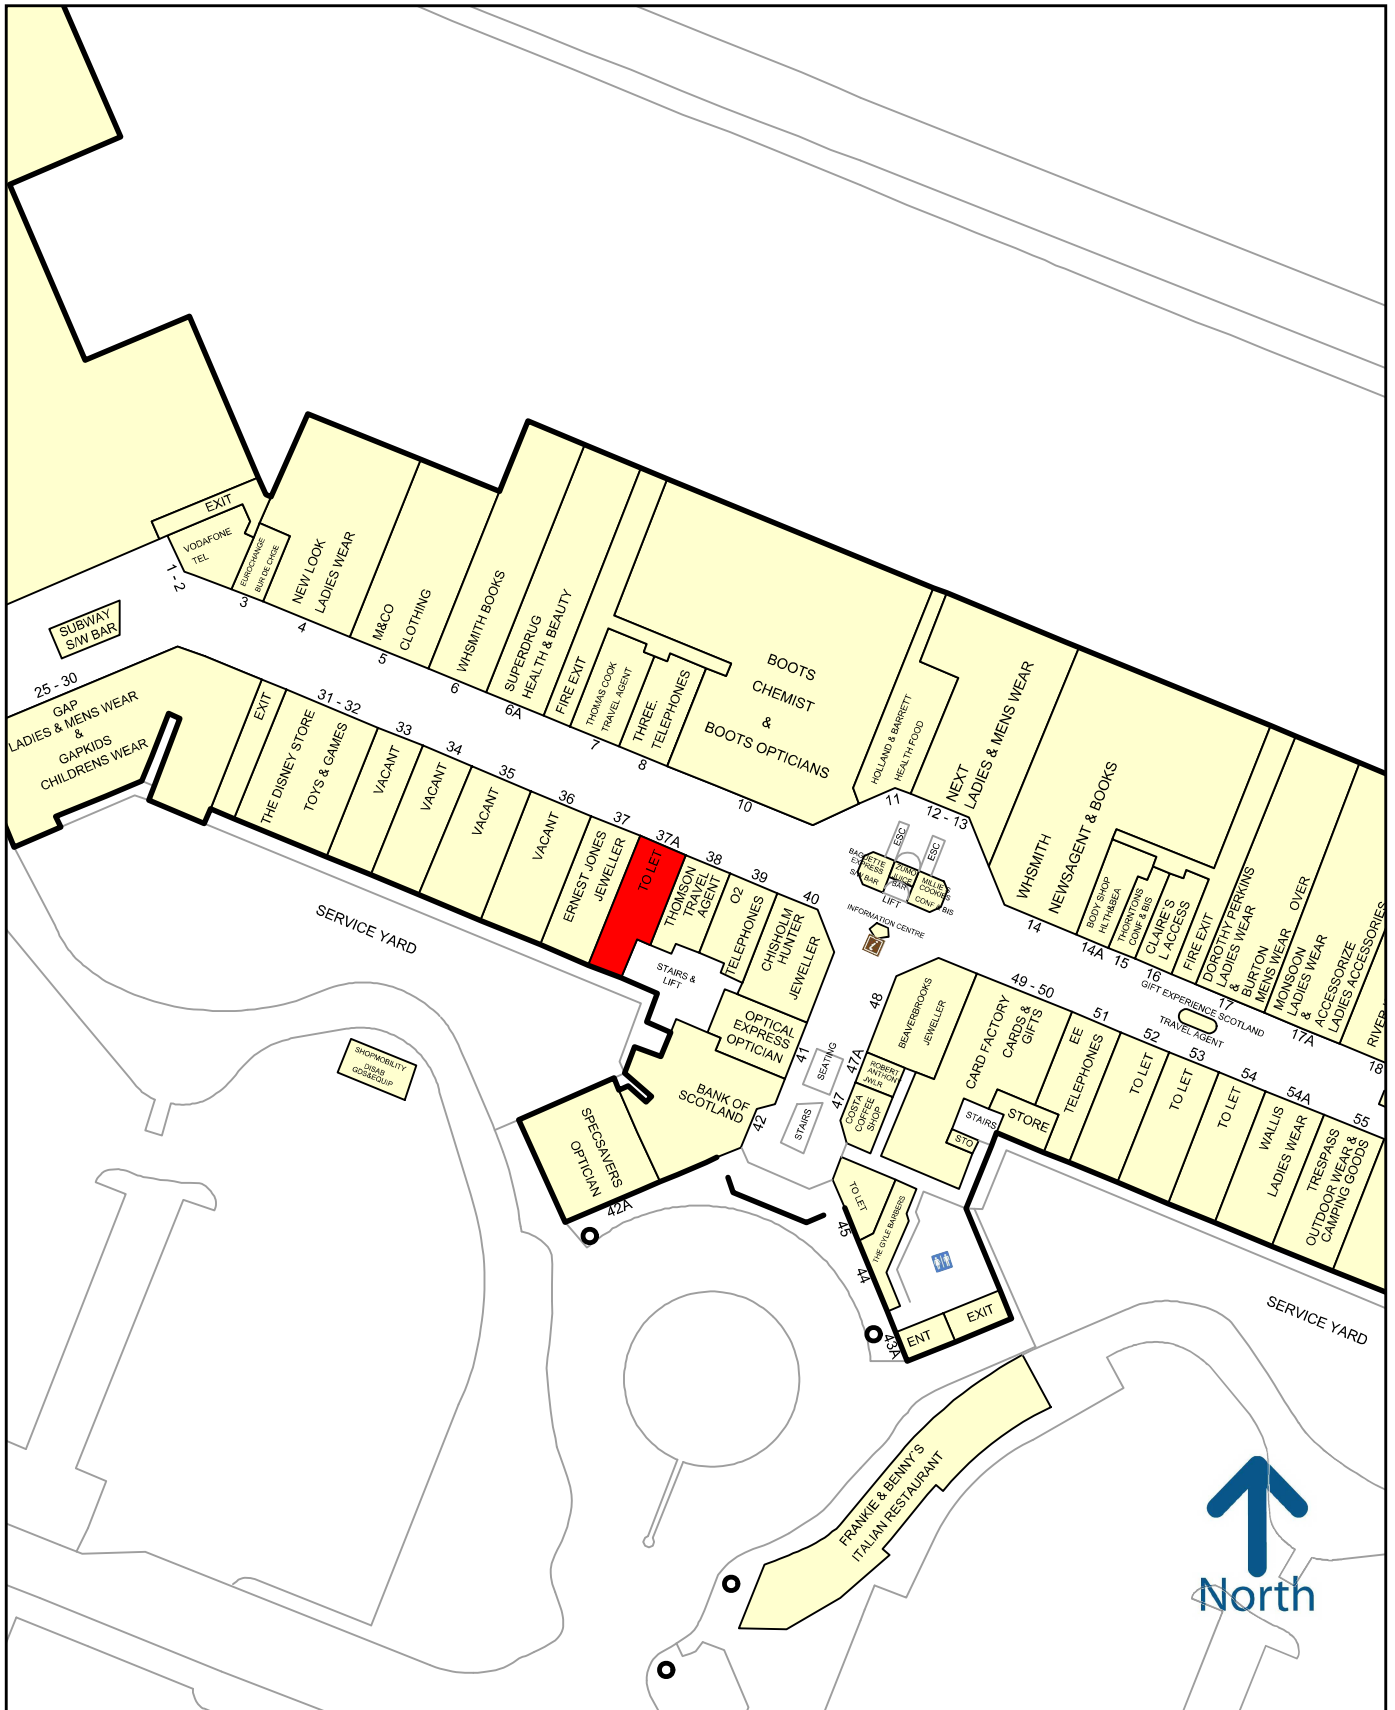 EXIT
VODAFONE
TEL
1 - 2
EUROCHANGE
BUR DE CHGE
3
NEW LOOK
LADIES WEAR
4
M&CO
CLOTHING
5
WHSMITH BOOKS
6
SUPERDRUG
HEALTH & BEAUTY
6A
FIRE EXIT
THOMAS COOK
TRAVEL AGENT
7
THREE.
TELEPHONES
8
BOOTS
CHEMIST
&
BOOTS OPTICIANS
10
HOLLAND & BARRETT
HEALTH FOOD
11
NEXT
LADIES & MENS WEAR
12 - 13
WHSMITH
NEWSAGENT & BOOKS
14
BODY SHOP
HLTH&BEA
14A
THORNTONS
CONF & BIS
15
CLAIRE'S
L ACCESS
16
FIRE EXIT
DOROTHY PERKINS
LADIES WEAR
&
BURTON
MENS WEAR
OVER
17
MONSOON
LADIES WEAR
&
ACCESSORIZE
LADIES ACCESSORIES
17A
RIVER
18
SUBWAY
S/W BAR
25 - 30
GAP
LADIES & MENS WEAR
&
GAPKIDS
CHILDRENS WEAR
EXIT
31 - 32
THE DISNEY STORE
TOYS & GAMES
33
VACANT
34
VACANT
35
VACANT
36
VACANT
37
ERNEST JONES
JEWELLER
37A
TO LET
38
THOMSON
TRAVEL
AGENT
39
O2
TELEPHONES
40
CHISHOLM
HUNTER
JEWELLER
STAIRS &
LIFT
OPTICAL
EXPRESS
OPTICIAN
41
BANK OF
SCOTLAND
42
SPECSAVERS
OPTICIAN
42A
SERVICE YARD
SHOPMOBILITY
DISAB
GDS&EQUIP
ESC
ESC
BAGUETTE
EXPRESS
S/W BAR
ZUMO
JUICE
BAR
MILLIE'S
COOKIES
CONF & BIS
LIFT
INFORMATION CENTRE
i
SEATING
STAIRS
48
BEAVERBROOKS
JEWELLER
47A
ROBERT
ANTHONY
JWLR
47
COSTA
COFFEE
SHOP
49 - 50
CARD FACTORY
CARDS &
GIFTS
STAIRS
STORE
STO
51
EE
TELEPHONES
52
TO LET
53
TO LET
54
TO LET
54A
WALLIS
LADIES WEAR
55
TRESPASS
OUTDOOR WEAR &
CAMPING GOODS
GIFT EXPERIENCE SCOTLAND
TRAVEL AGENT
TO LET
45
THE GYLE BARBERS
44
43A
ENT
EXIT
SERVICE YARD
FRANKIE & BENNY'S
ITALIAN RESTAURANT
North